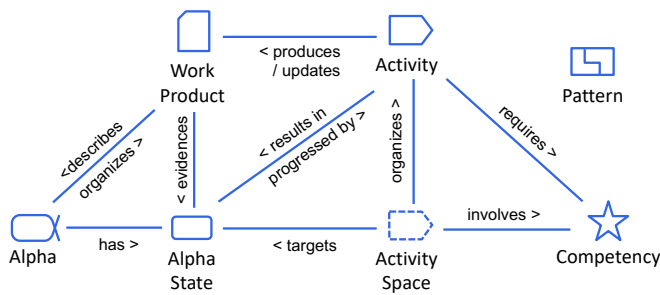 < produces
/ updates
Work
Product
Activity
Pattern
<describes
organizes >
< evidences
< results in
progressed by >
organizes >
requires >
has >
< targets
involves >
Alpha
Alpha
State
Activity
Space
Competency